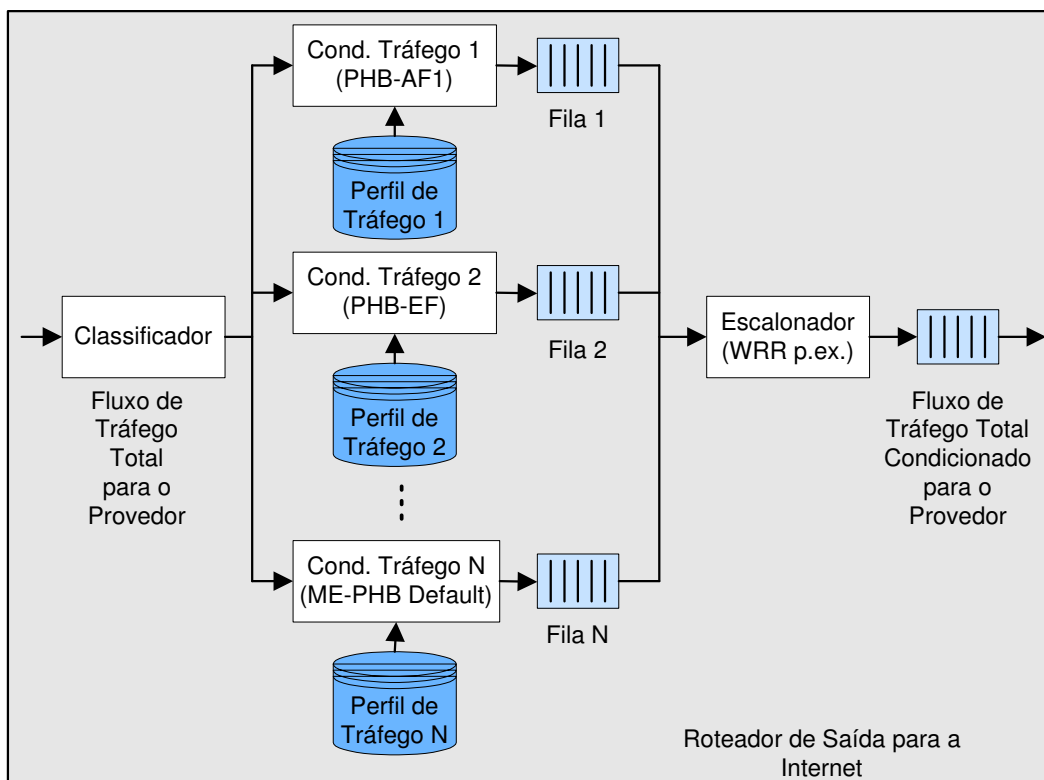 Cond. Tráfego 1
(PHB-AF1)
Fila 1
Perfil de
Tráfego 1
Cond. Tráfego 2
(PHB-EF)
Fila 2
Perfil de
Tráfego 2
Classificador
Fluxo de
Tráfego
Total
para o
Provedor
Escalonador
(WRR p.ex.)
Fluxo de
Tráfego Total
Condicionado
para o
Provedor
Cond. Tráfego N
(ME-PHB Default)
Fila N
Perfil de
Tráfego N
Roteador de Saída para a
Internet